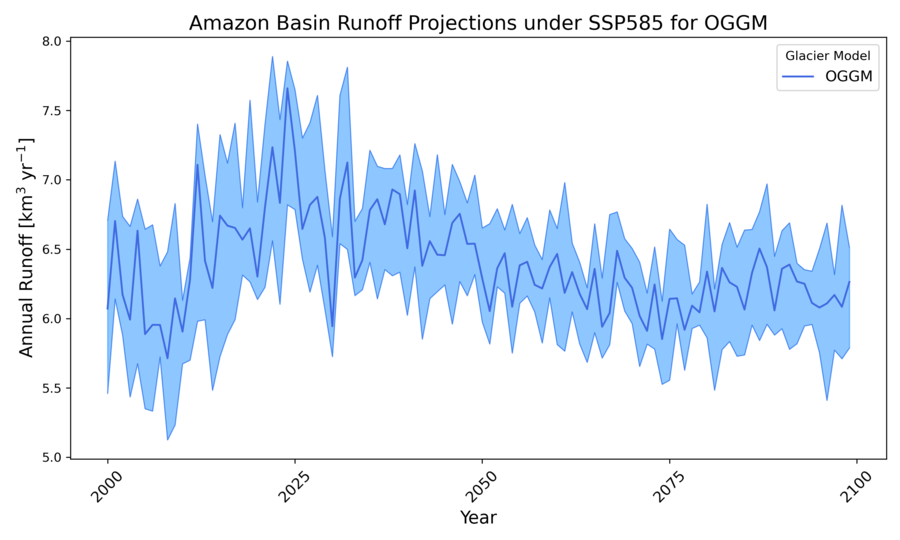 Amazon Basin Runoff Projections under SSP585 for OGGM
Glacier Model
OGGM
Annual Runoff [km³ yr⁻¹]
8.0
7.5
7.0
6.5
6.0
5.5
5.0
2000
2025
2050
2075
2100
Year